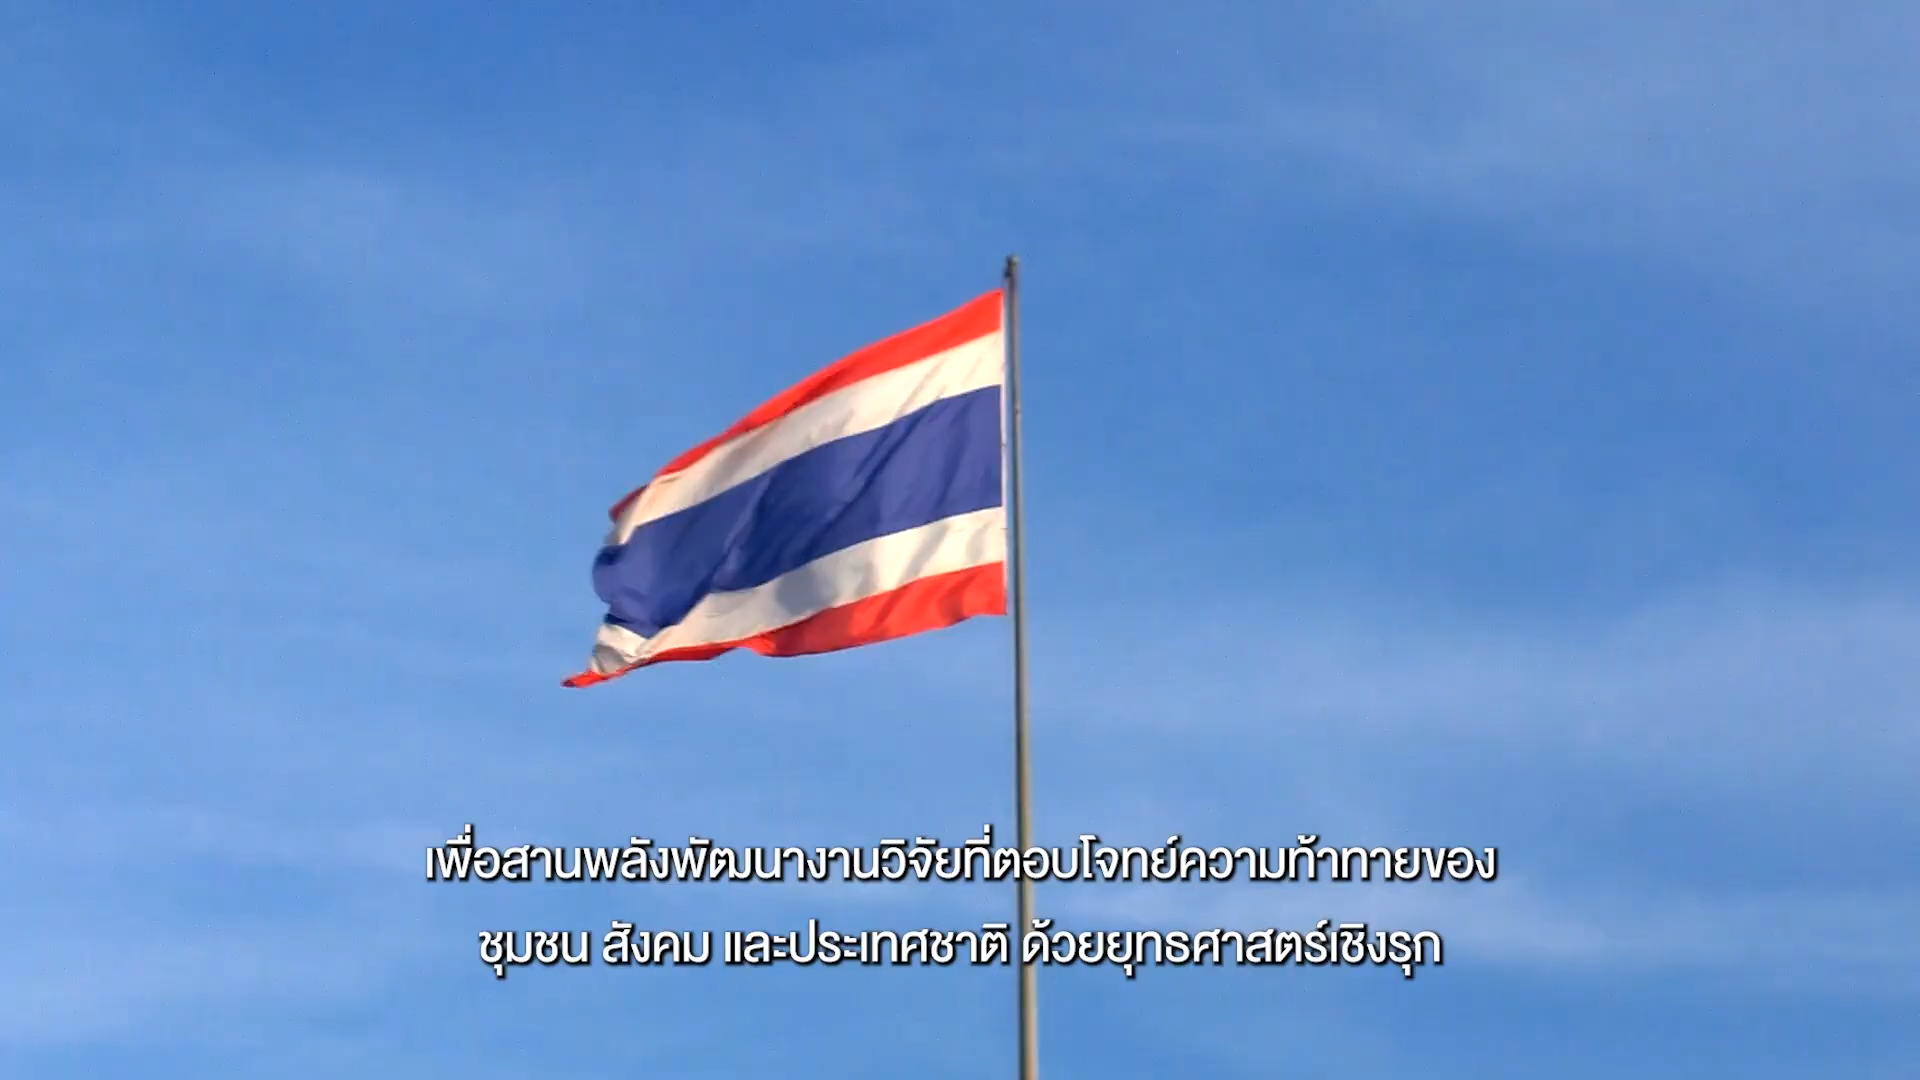 เพื่อสานพลังพัฒนางานวิจัยที่ตอบโจทย์ความท้าทายของ
ชุมชน สังคม และประเทศชาติ ด้วยยุทธศาสตร์เชิงรุก